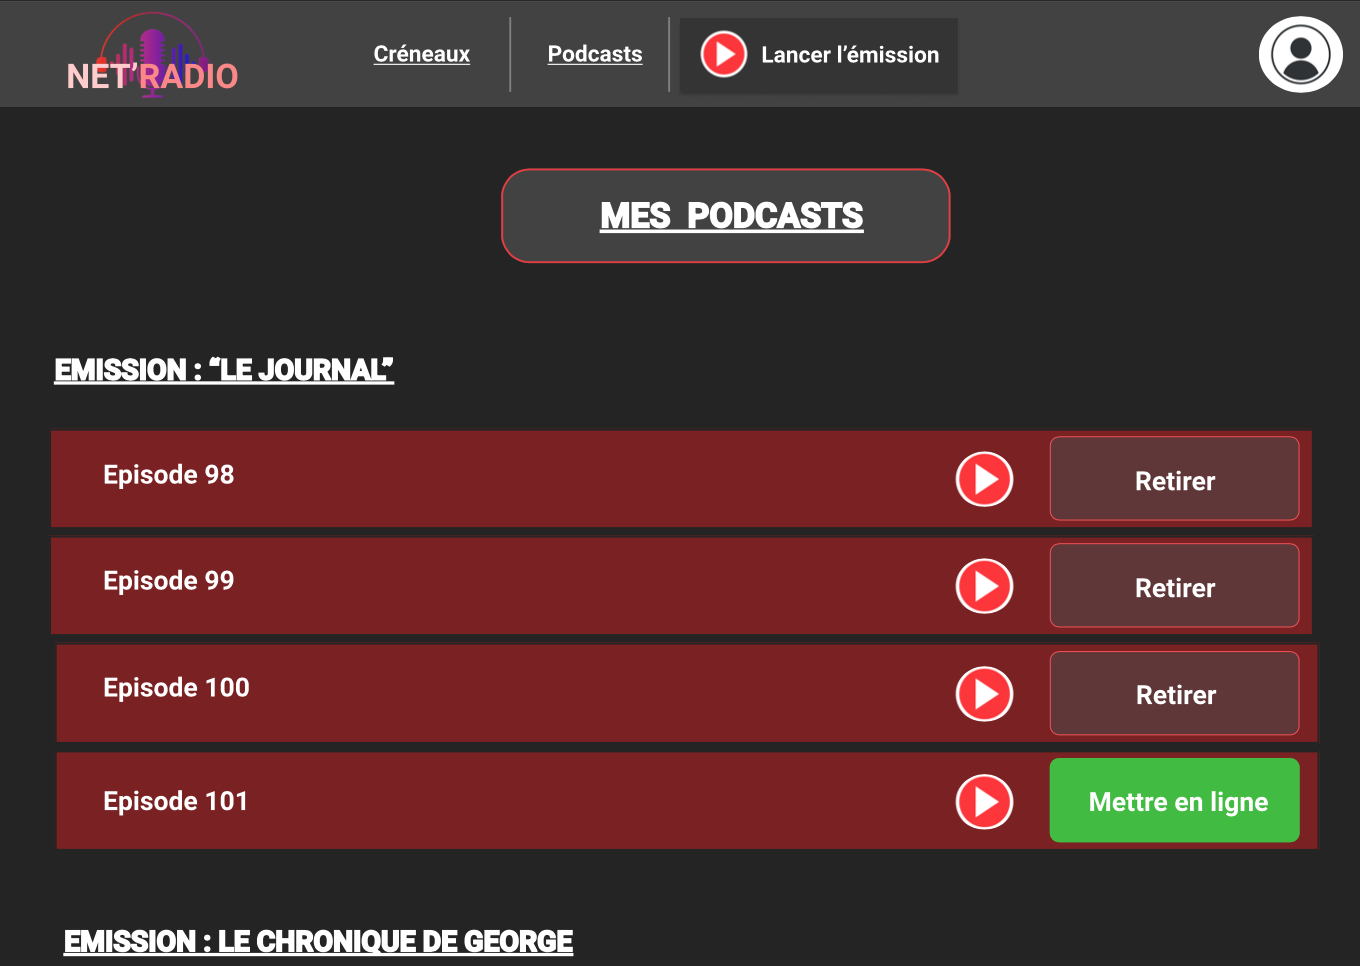 NET’RADIO
Créneaux
Podcasts
Lancer l’émission
MES PODCASTS
EMISSION : “LE JOURNAL”
Episode 98
Retirer
Episode 99
Retirer
Episode 100
Retirer
Episode 101
Mettre en ligne
EMISSION : LE CHRONIQUE DE GEORGE